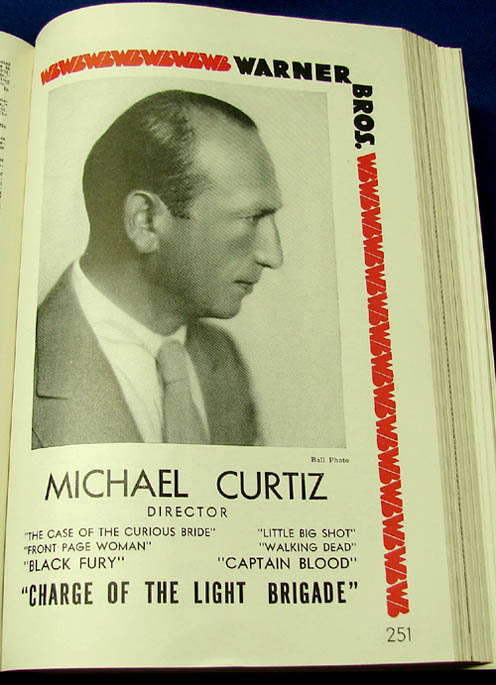 WARNER BROS.
Ball Photo
MICHAEL CURTIZ
DIRECTOR
"THE CASE OF THE CURIOUS BRIDE" "LITTLE BIG SHOT"
"FRONT PAGE WOMAN" "WALKING DEAD"
"BLACK FURY" "CAPTAIN BLOOD"
"CHARGE OF THE LIGHT BRIGADE"
251